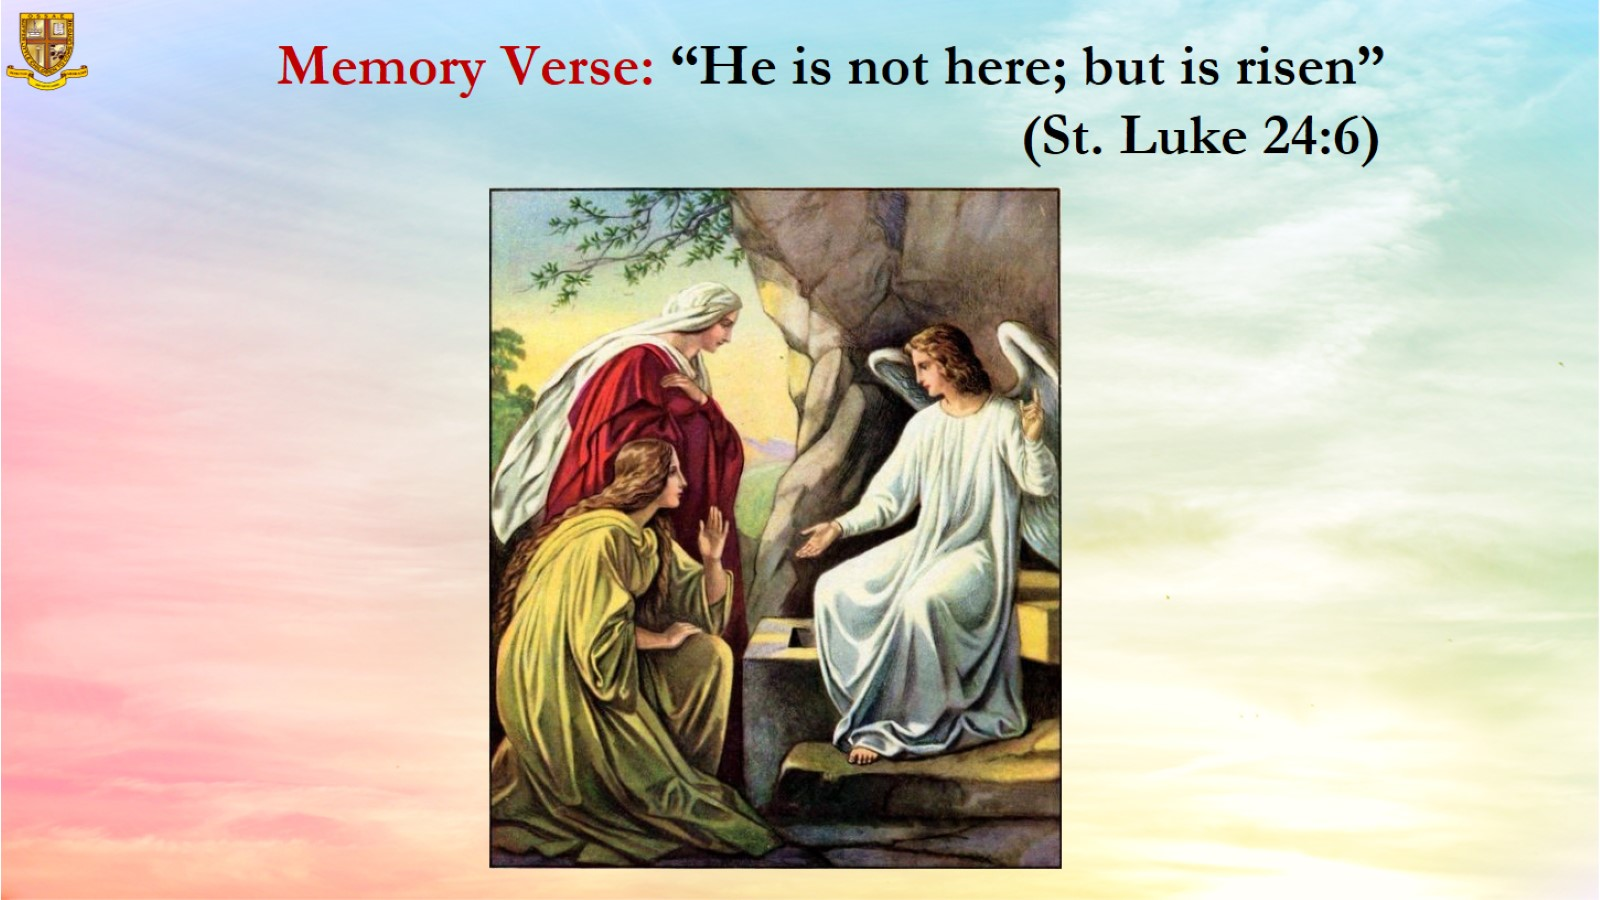 Memory Verse: “He is not here; but is risen”
(St. Luke 24:6)